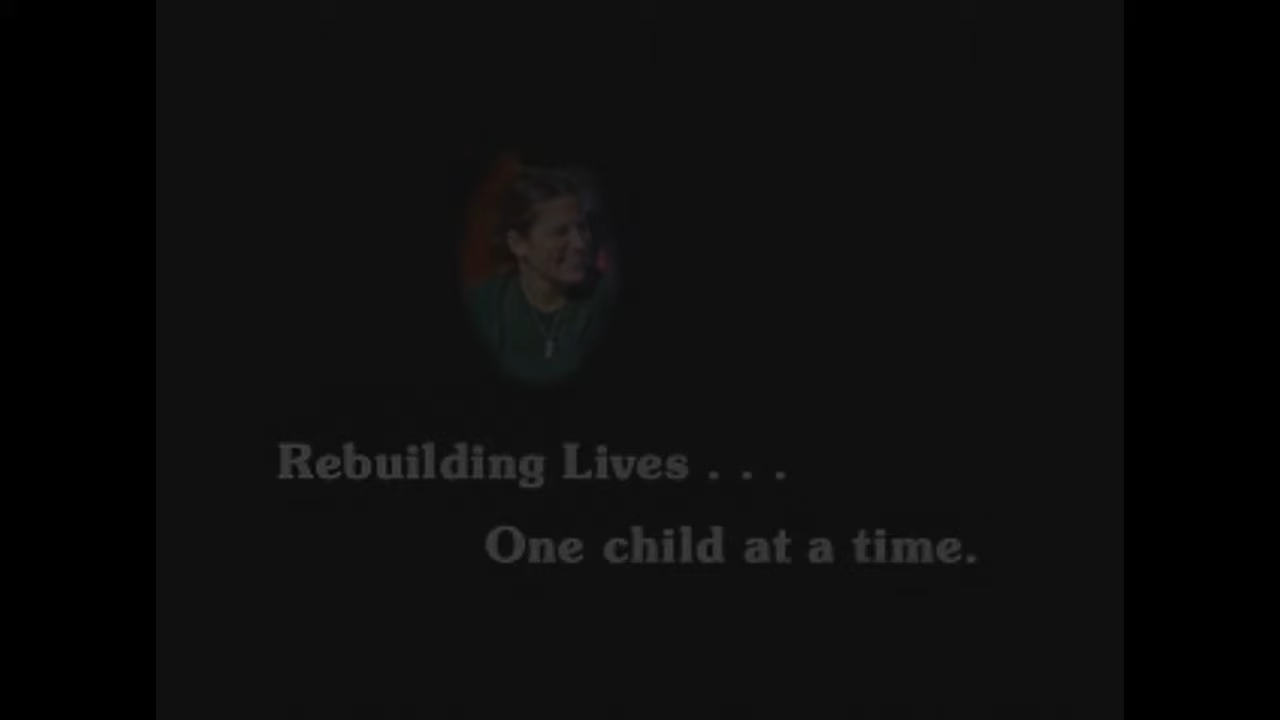 Rebuilding Lives . . .
One child at a time.